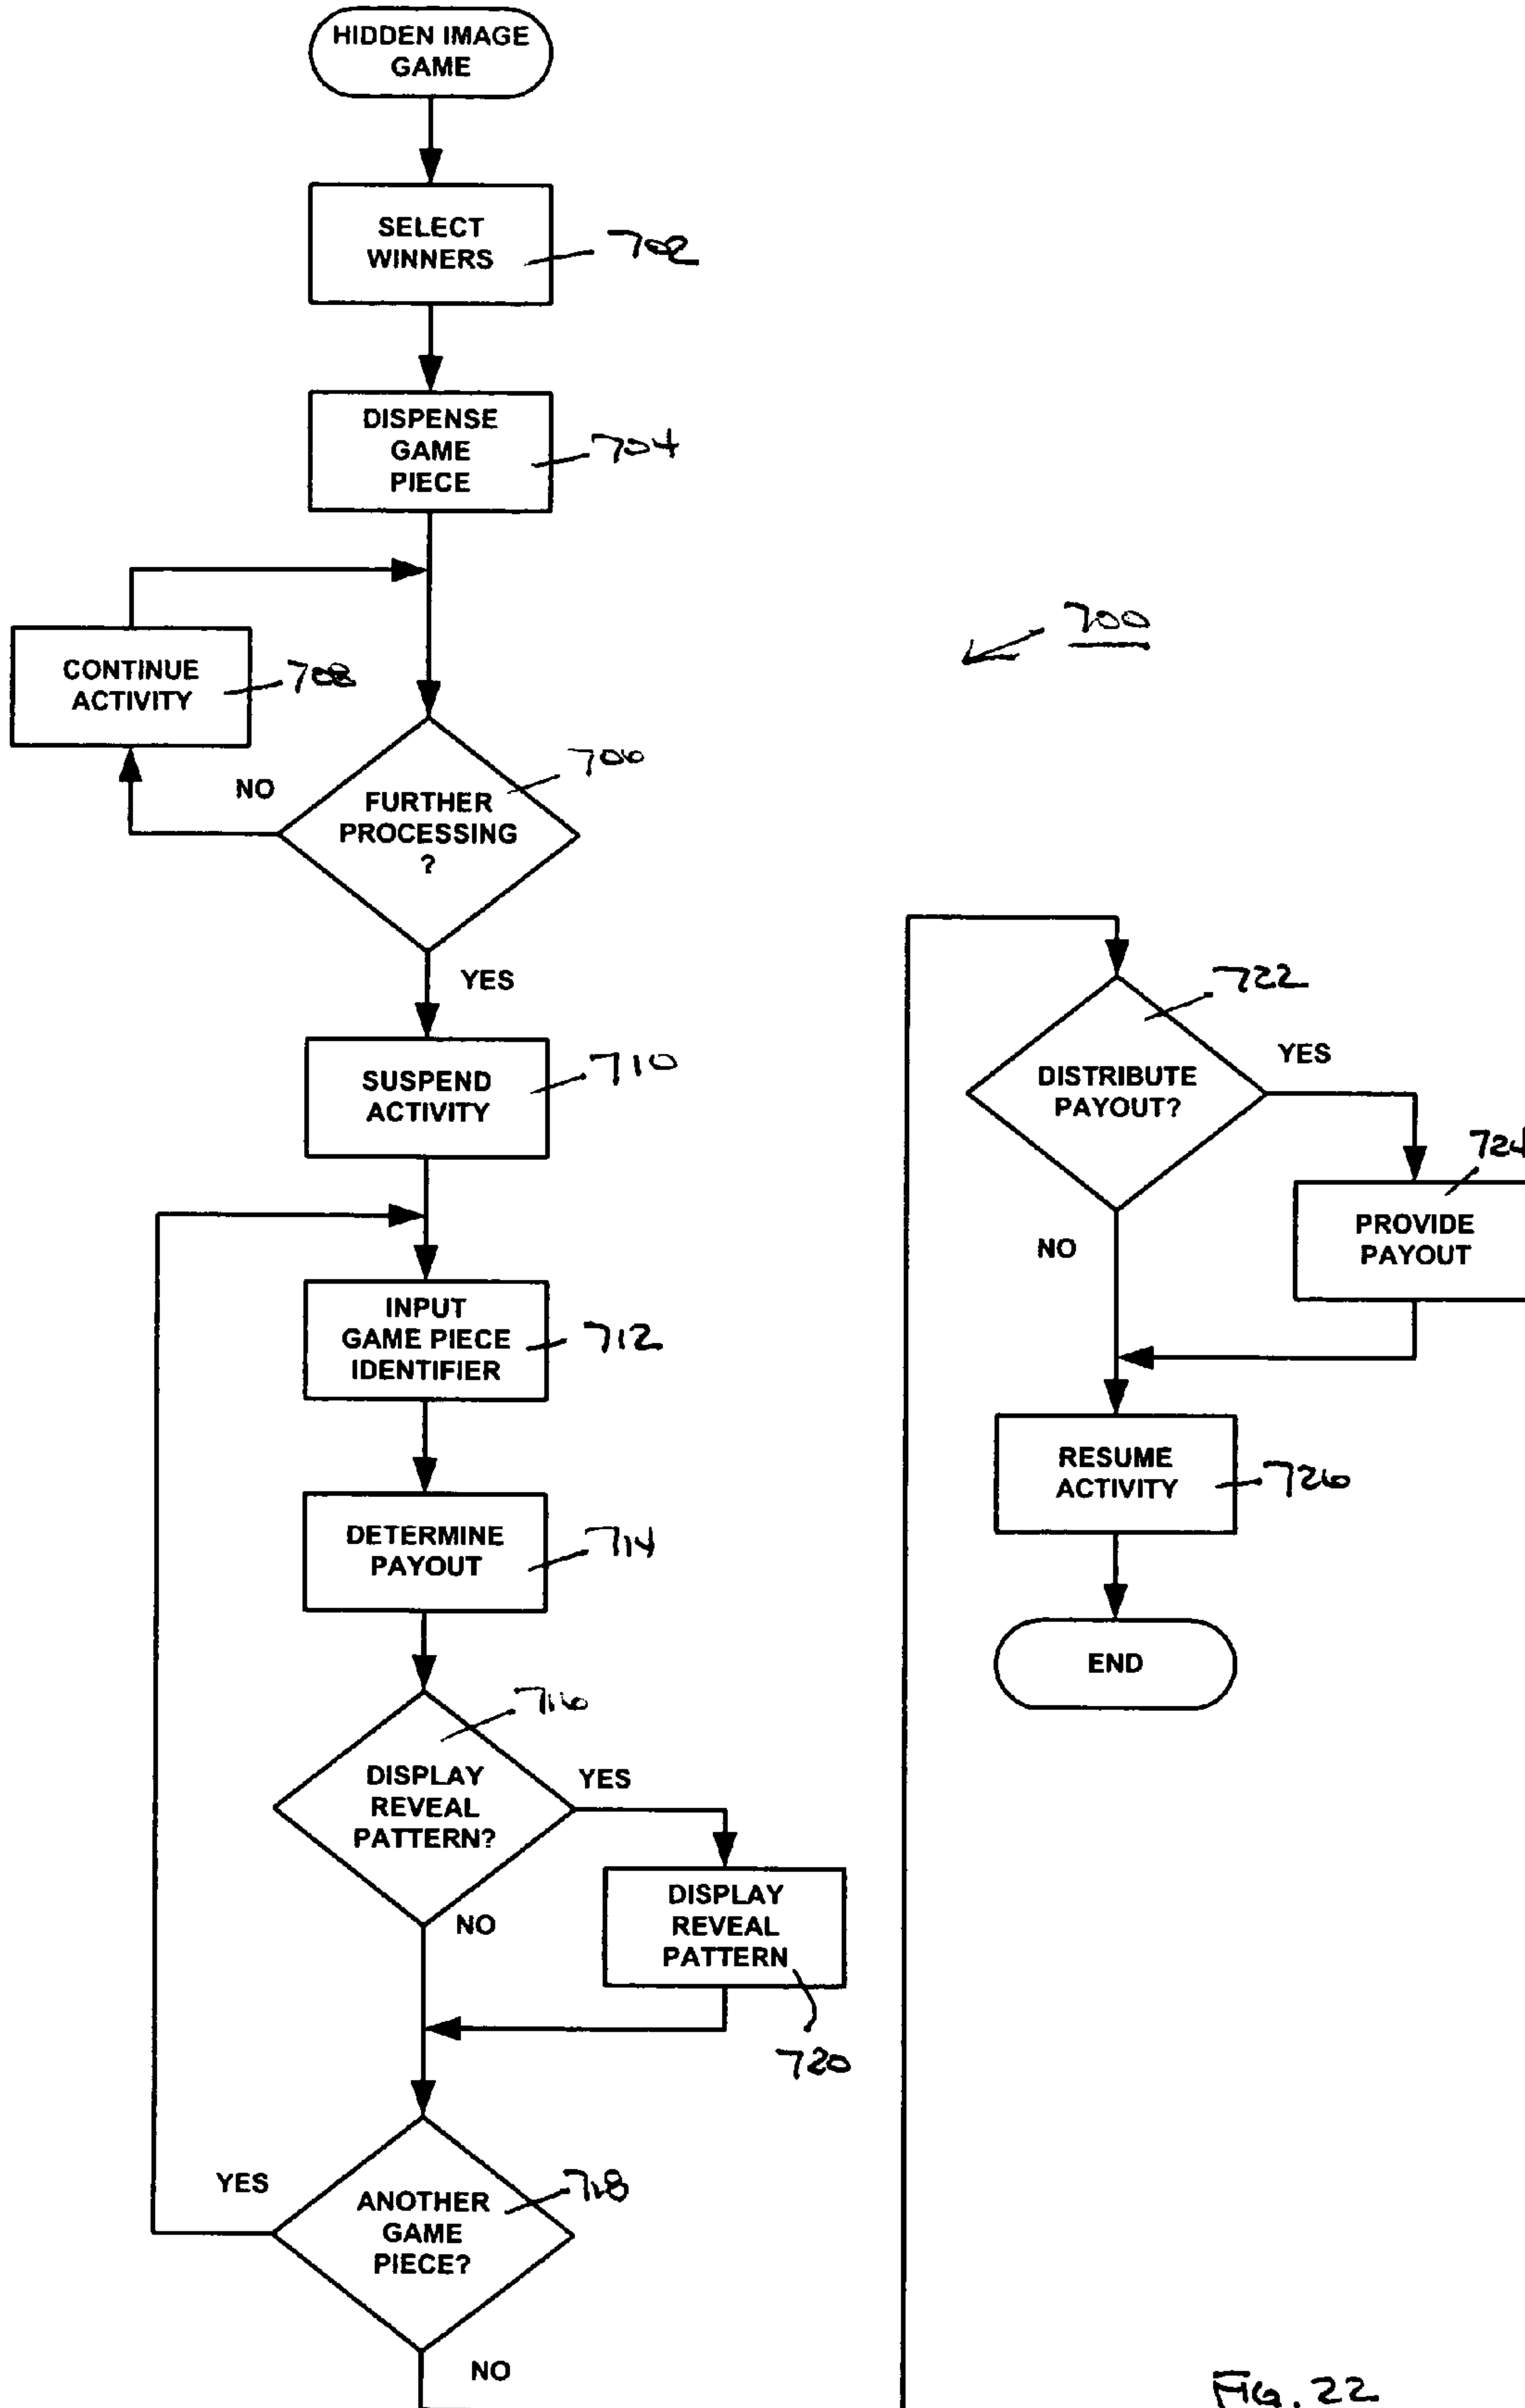 HIDDEN IMAGE
GAME
SELECT
WINNERS
702
DISPENSE
GAME
PIECE
704
700
CONTINUE
ACTIVITY
708
706
NO
FURTHER
PROCESSING
?
YES
SUSPEND
ACTIVITY
710
INPUT
GAME PIECE
IDENTIFIER
712
DETERMINE
PAYOUT
714
716
DISPLAY
REVEAL
PATTERN?
YES
NO
DISPLAY
REVEAL
PATTERN
720
YES
ANOTHER
GAME
PIECE?
718
NO
722
DISTRIBUTE
PAYOUT?
YES
NO
724
PROVIDE
PAYOUT
RESUME
ACTIVITY
726
END
FIG. 22